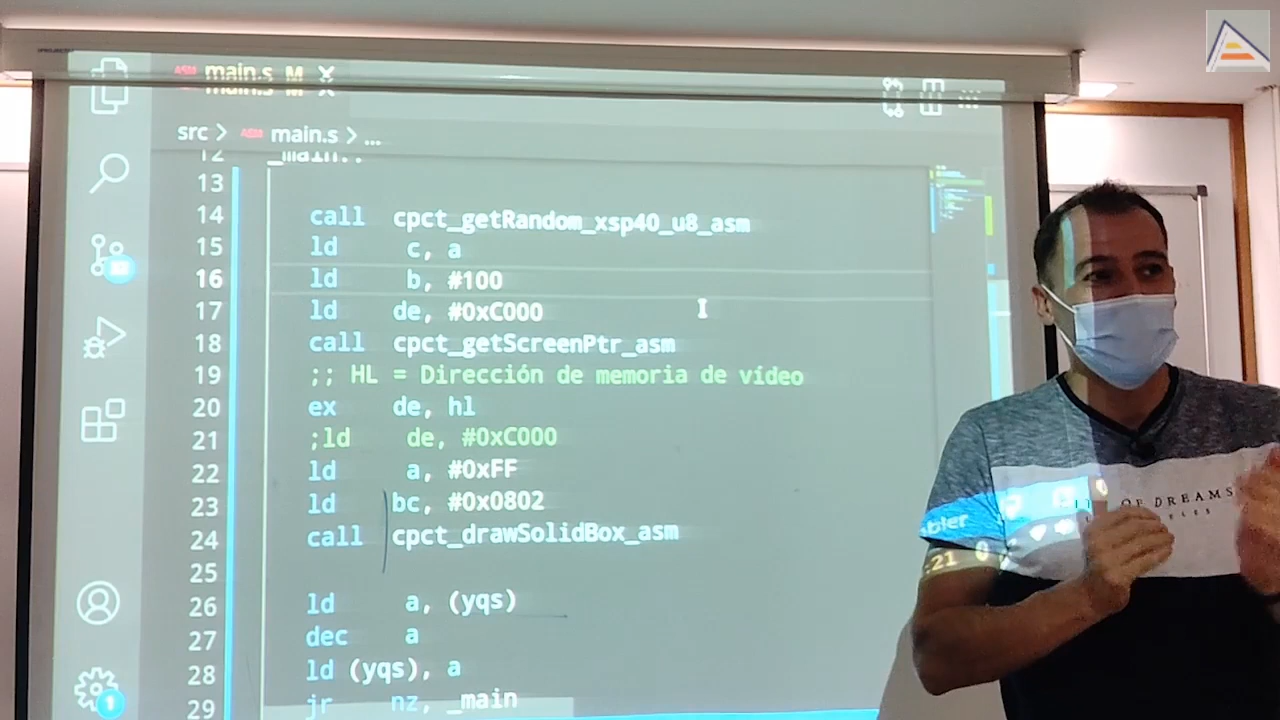 main.s M X
src > main.s > ...
12 _main::
13
14 call cpct_getRandom_xsp40_u8_asm
15 ld c, a
16 ld b, #100
17 ld de, #0xC000
18 call cpct_getScreenPtr_asm
19 ;; HL = Dirección de memoria de vídeo
20 ex de, hl
21 ;ld de, #0xC000
22 ld a, #0xFF
23 ld bc, #0x0802
24 call cpct_drawSolidBox_asm
25
26 ld a, (yqs)
27 dec a
28 ld (yqs), a
29 jr nz, _main
1
OF DREAMS